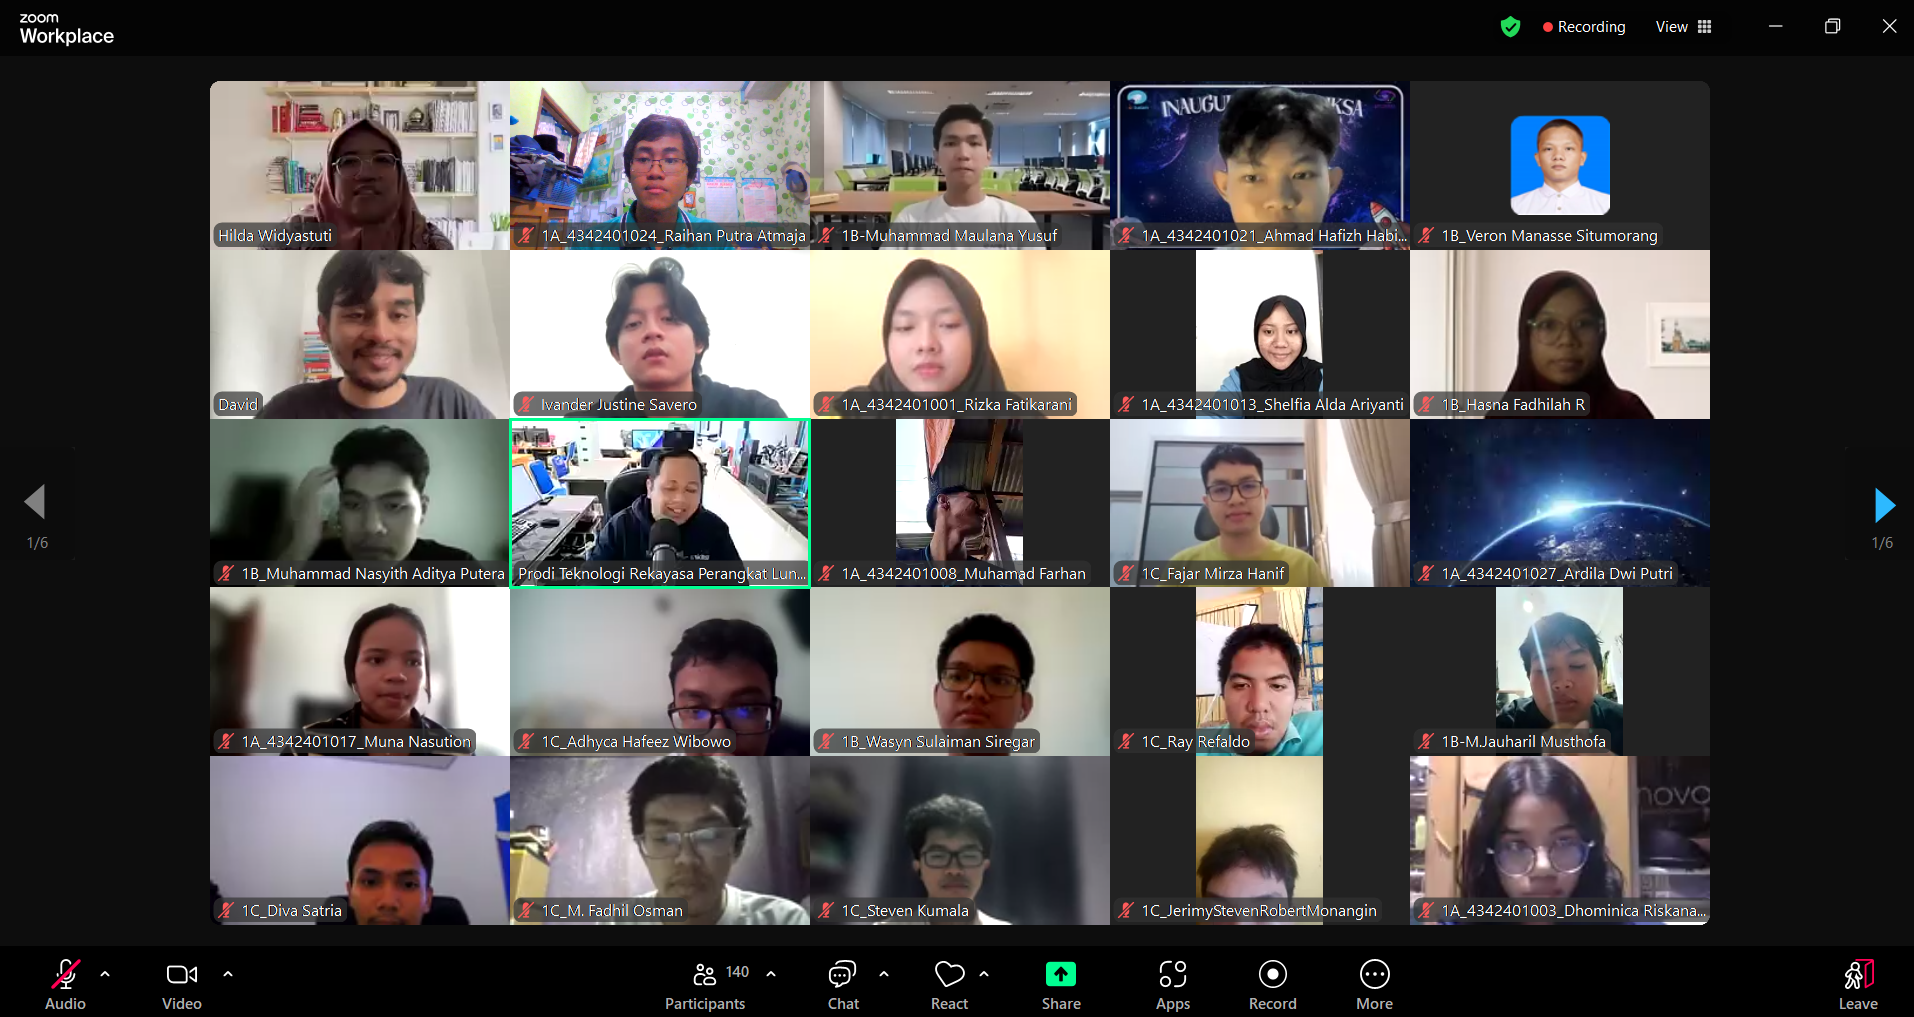 zoom
Workplace
Recording
View
Hilda Widyastuti
1A_4342401024_Raihan Putra Atmaja
1B-Muhammad Maulana Yusuf
INAUGU
KSA
1A_4342401021_Ahmad Hafizh Habi...
1B_Veron Manasse Situmorang
David
Ivander Justine Savero
1A_4342401001_Rizka Fatikarani
1A_4342401013_Shelfia Alda Ariyanti
1B_Hasna Fadhilah R
1B_Muhammad Nasyith Aditya Putera
Prodi Teknologi Rekayasa Perangkat Lun...
1A_4342401008_Muhamad Farhan
1C_Fajar Mirza Hanif
1A_4342401027_Ardila Dwi Putri
1/6
1/6
1A_4342401017_Muna Nasution
1C_Adhyca Hafeez Wibowo
1B_Wasyn Sulaiman Siregar
1C_Ray Refaldo
1B-M.Jauharil Musthofa
novo
1C_Diva Satria
1C_M. Fadhil Osman
1C_Steven Kumala
1C_JerimyStevenRobertMonangin
1A_4342401003_Dhominica Riskana...
Audio
Video
Participants
140
Chat
React
Share
Apps
Record
More
Leave